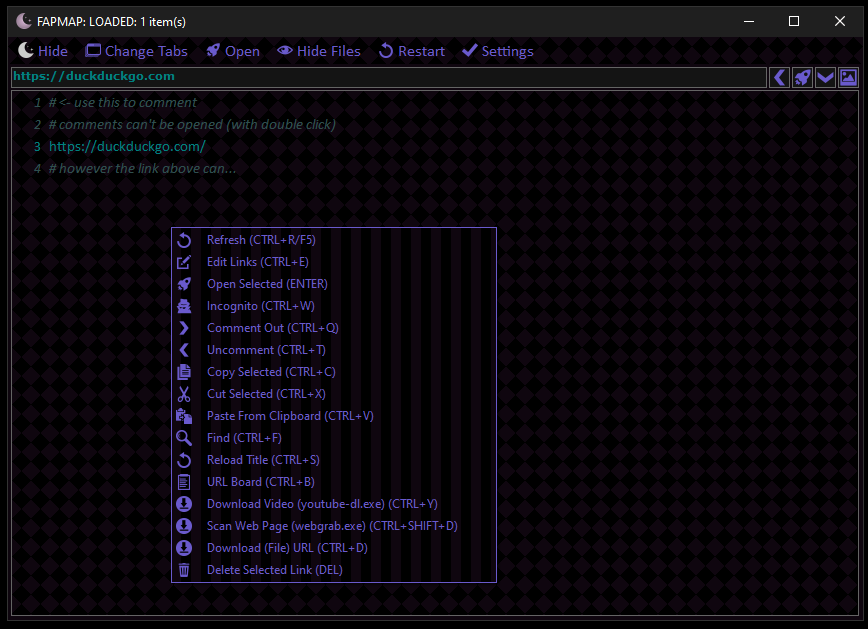 FAPMAP: LOADED: 1 item(s)
Hide Change Tabs Open Hide Files Restart Settings
https://duckduckgo.com
1 # <- use this to comment
2 # comments can't be opened (with double click)
3 https://duckduckgo.com/
4 # however the link above can...
Refresh (CTRL+R/F5)
Edit Links (CTRL+E)
Open Selected (ENTER)
Incognito (CTRL+W)
Comment Out (CTRL+Q)
Uncomment (CTRL+T)
Copy Selected (CTRL+C)
Cut Selected (CTRL+X)
Paste From Clipboard (CTRL+V)
Find (CTRL+F)
Reload Title (CTRL+S)
URL Board (CTRL+B)
Download Video (youtube-dl.exe) (CTRL+Y)
Scan Web Page (webgrab.exe) (CTRL+SHIFT+D)
Download (File) URL (CTRL+D)
Delete Selected Link (DEL)